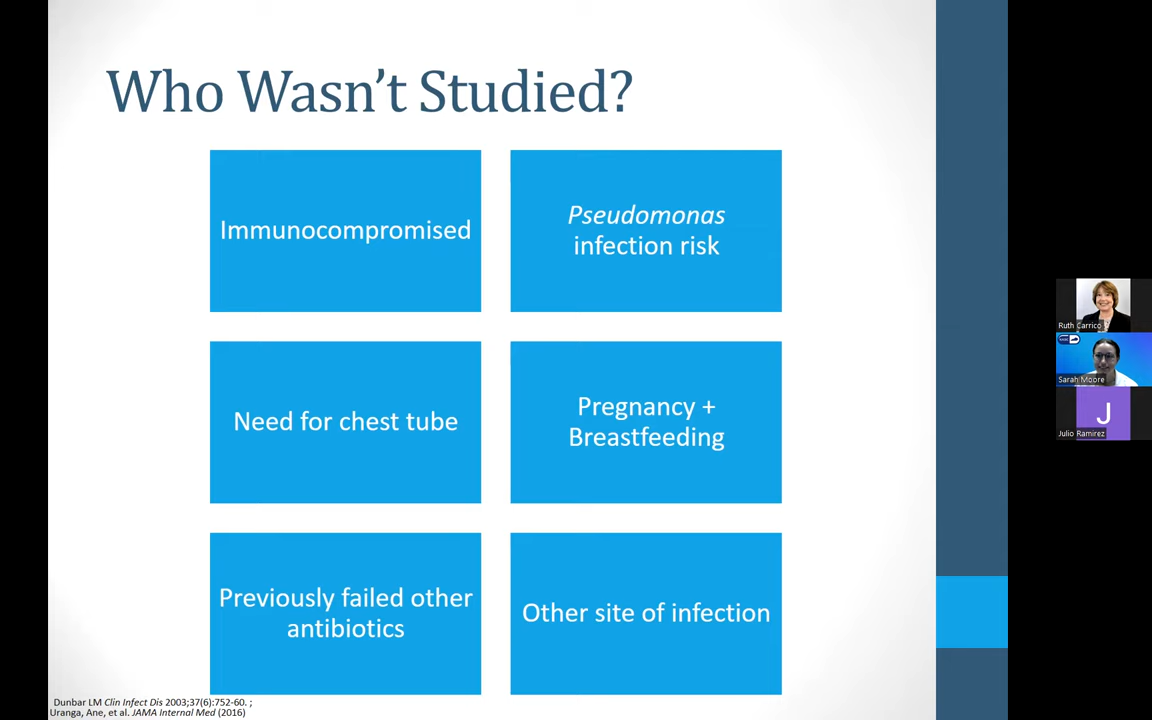 Who Wasn't Studied?
Immunocompromised
Pseudomonas
infection risk
Need for chest tube
Pregnancy +
Breastfeeding
Previously failed other
antibiotics
Other site of infection
Dunbar LM Clin Infect Dis 2003;37(6):752-60. ;
Uranga, Ane, et al. JAMA Internal Med (2016)
Ruth Carrico
Sarah Moore
J
Julio Ramirez